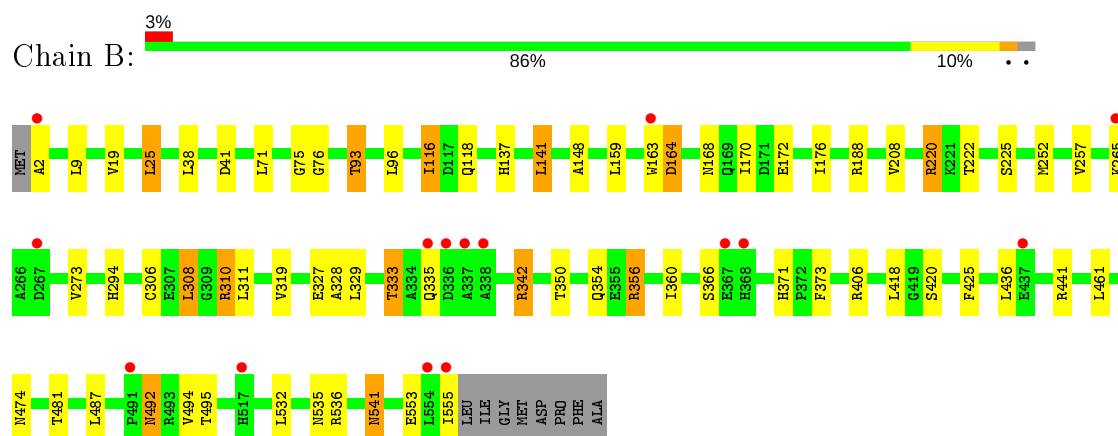 3%
Chain B:
86%
10%
MET A2 L9 V19 L25 L38 D41 L71 G75 G76 T93 L96 I116 D117 Q118 H137 L141 A148 L159 W163 D164 N168 Q169 I170 D171 E172 I176 R188 V208 R220 K221 T222 S225 M252 V257 K265
A266 D267 V273 H294 C306 E307 L308 G309 R310 L311 V319 E327 A328 L329 T333 A334 Q335 D336 A337 A338 R342 T350 Q354 E355 R356 I360 S366 E367 H368 H371 P372 F373 R406 L418 G419 S420 F425 L436 E437 R441 L461
N474 T481 L487 P491 N492 R493 V494 T495 H517 L532 N535 R536 N541 E553 L554 I555 LEU ILE GLY MET ASP PRO PHE ALA